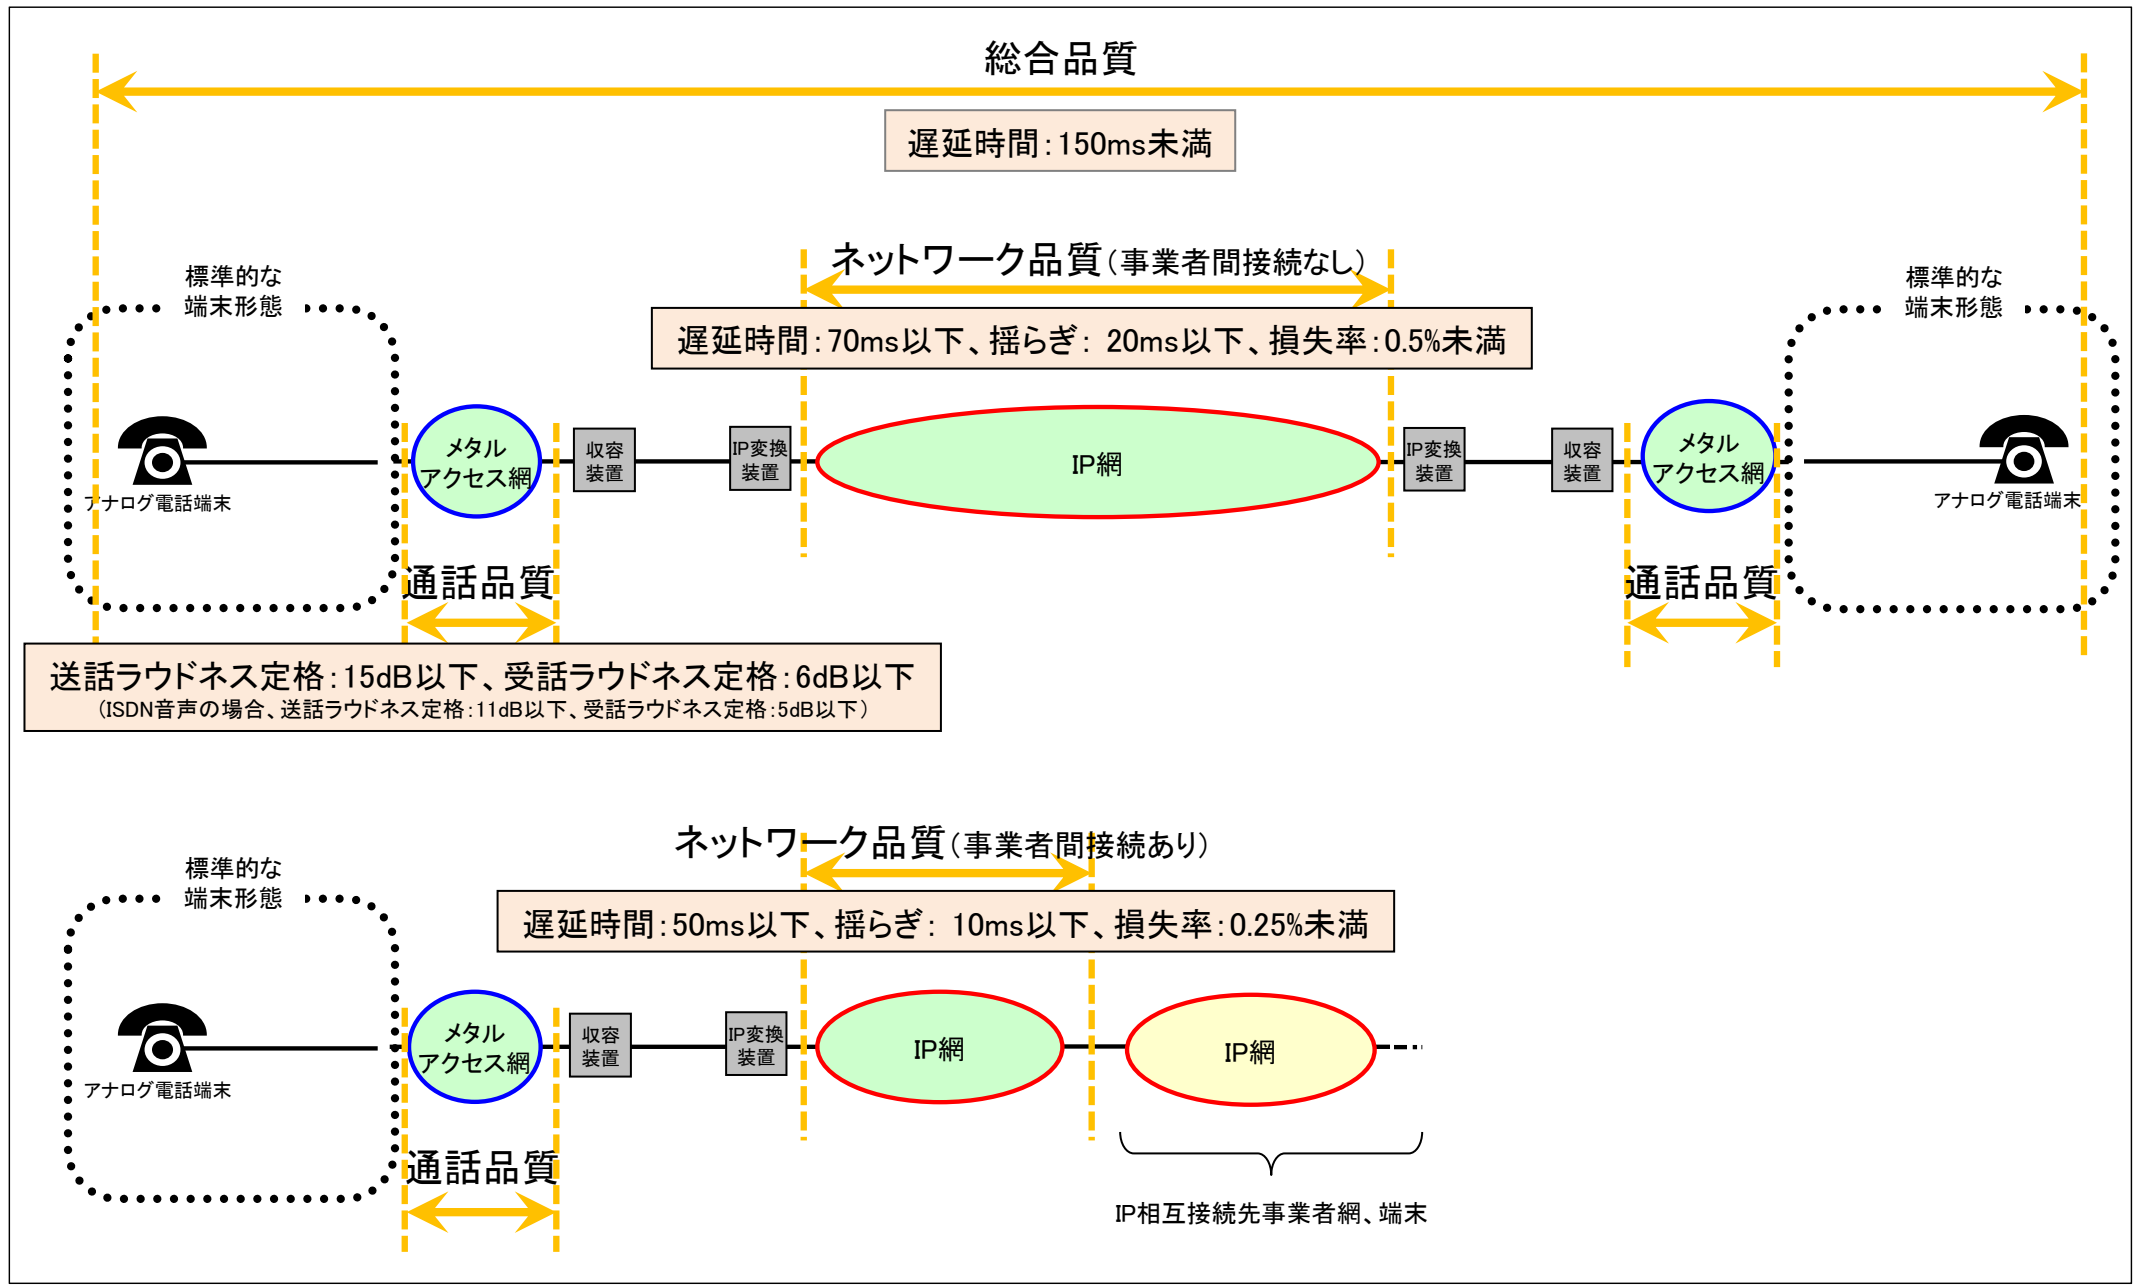 総合品質
遅延時間：150ms未満
ネットワーク品質（事業者間接続なし）
標準的な
端末形態
標準的な
端末形態
遅延時間：70ms以下、揺らぎ： 20ms以下、損失率：0.5%未満
アナログ電話端末
メタル
アクセス網
収容
装置
IP変換
装置
IP網
IP変換
装置
収容
装置
メタル
アクセス網
アナログ電話端末
通話品質
通話品質
送話ラウドネス定格：15dB以下、受話ラウドネス定格：6dB以下
（ISDN音声の場合、送話ラウドネス定格：11dB以下、受話ラウドネス定格：5dB以下）
ネットワーク品質（事業者間接続あり）
標準的な
端末形態
遅延時間：50ms以下、揺らぎ： 10ms以下、損失率：0.25%未満
アナログ電話端末
メタル
アクセス網
収容
装置
IP変換
装置
IP網
IP網
通話品質
IP相互接続先事業者網、端末